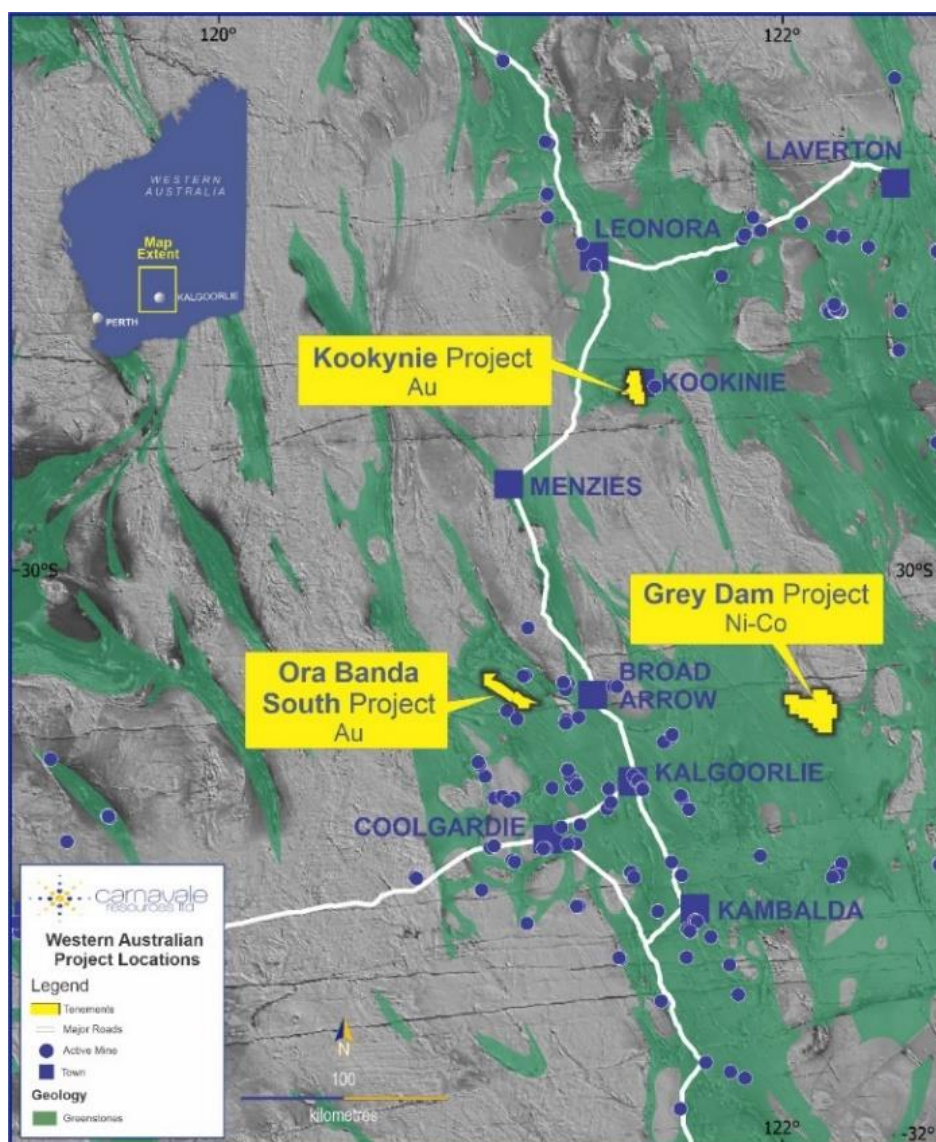 120°
122°
WESTERN
AUSTRALIA
Map
Extent
KALGOORLIE
PERTH
LAVERTON
LEONORA
Kookynie Project
Au
KOOKINIE
MENZIES
30°S
30°
Grey Dam Project
Ni-Co
Ora Banda
South Project
Au
BROAD
ARROW
KALGOORLIE
COOLGARDIE
KAMBALDA
carnavale
resources ltd
Western Australian
Project Locations
Legend
Tenements
Major Roads
Active Mine
Town
Geology
Greenstones
N
100
kilometres
122°
-32°